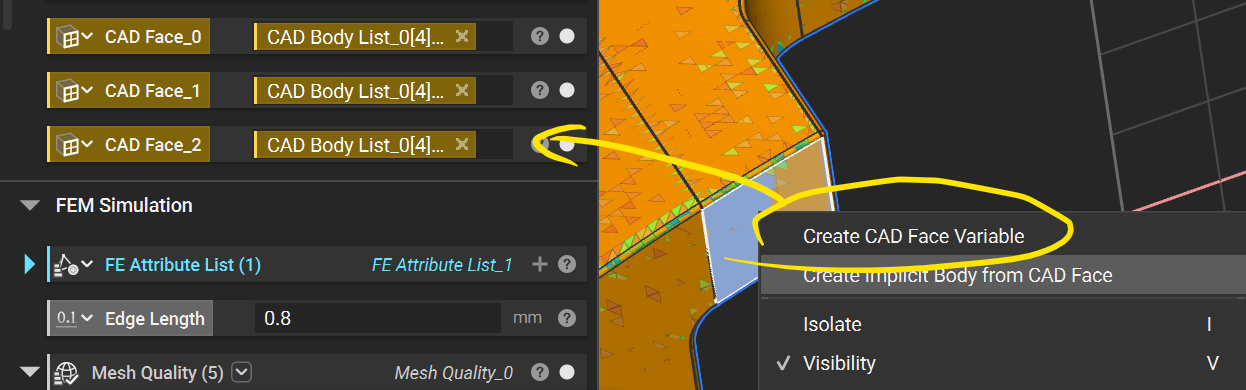 CAD Face_0 CAD Body List_0[4]... ?
CAD Face_1 CAD Body List_0[4]... ?
CAD Face_2 CAD Body List_0[4]...
FEM Simulation
FE Attribute List (1) FE Attribute List_1 + ?
0.1 Edge Length 0.8 mm ?
Mesh Quality (5) Mesh Quality_0 ?
Create CAD Face Variable
Create Implicit Body from CAD Face
Isolate I
Visibility V